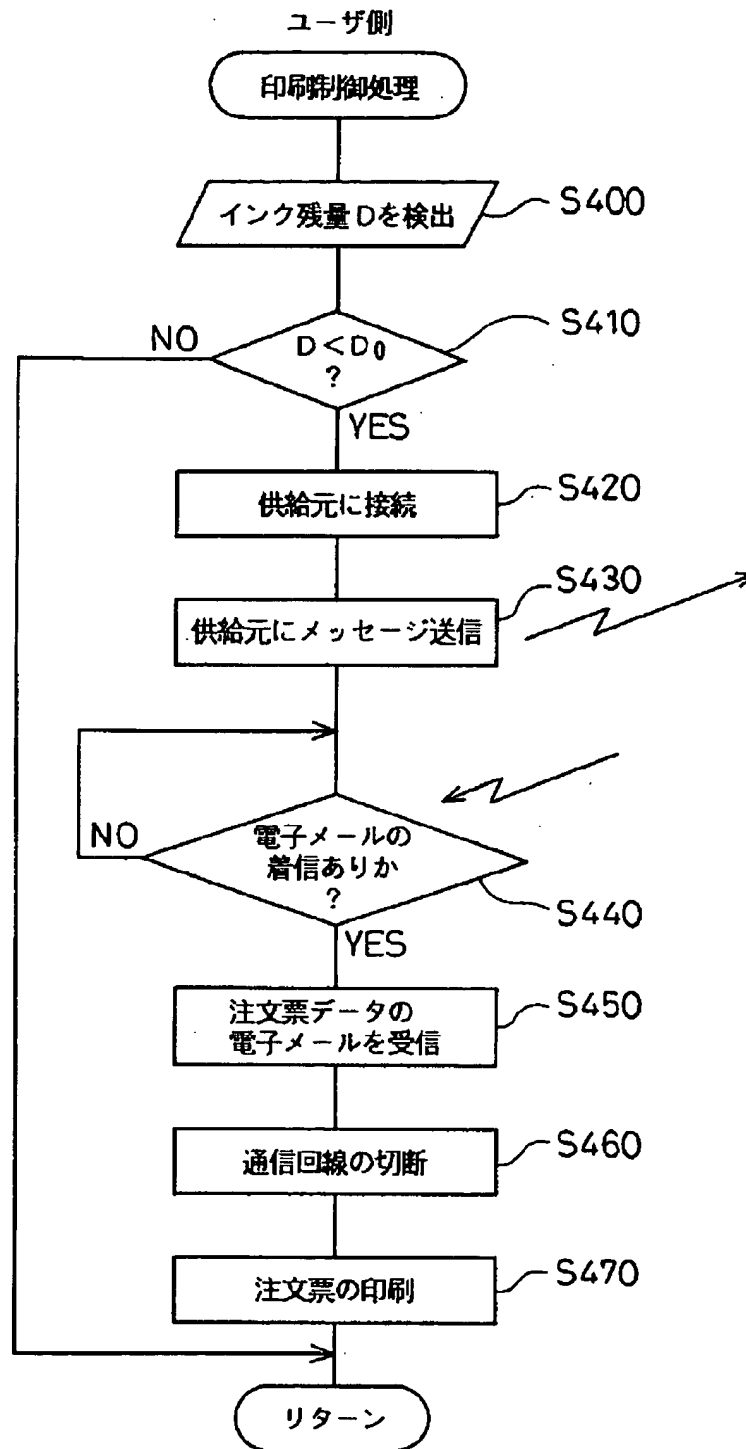 ユーザ側
印刷制御処理
インク残量Dを検出
S400
D<D0
?
S410
NO
YES
供給元に接続
S420
供給元にメッセージ送信
S430
電子メールの
着信ありか
?
NO
S440
YES
注文票データの
電子メールを受信
S450
通信回線の切断
S460
注文票の印刷
S470
リターン